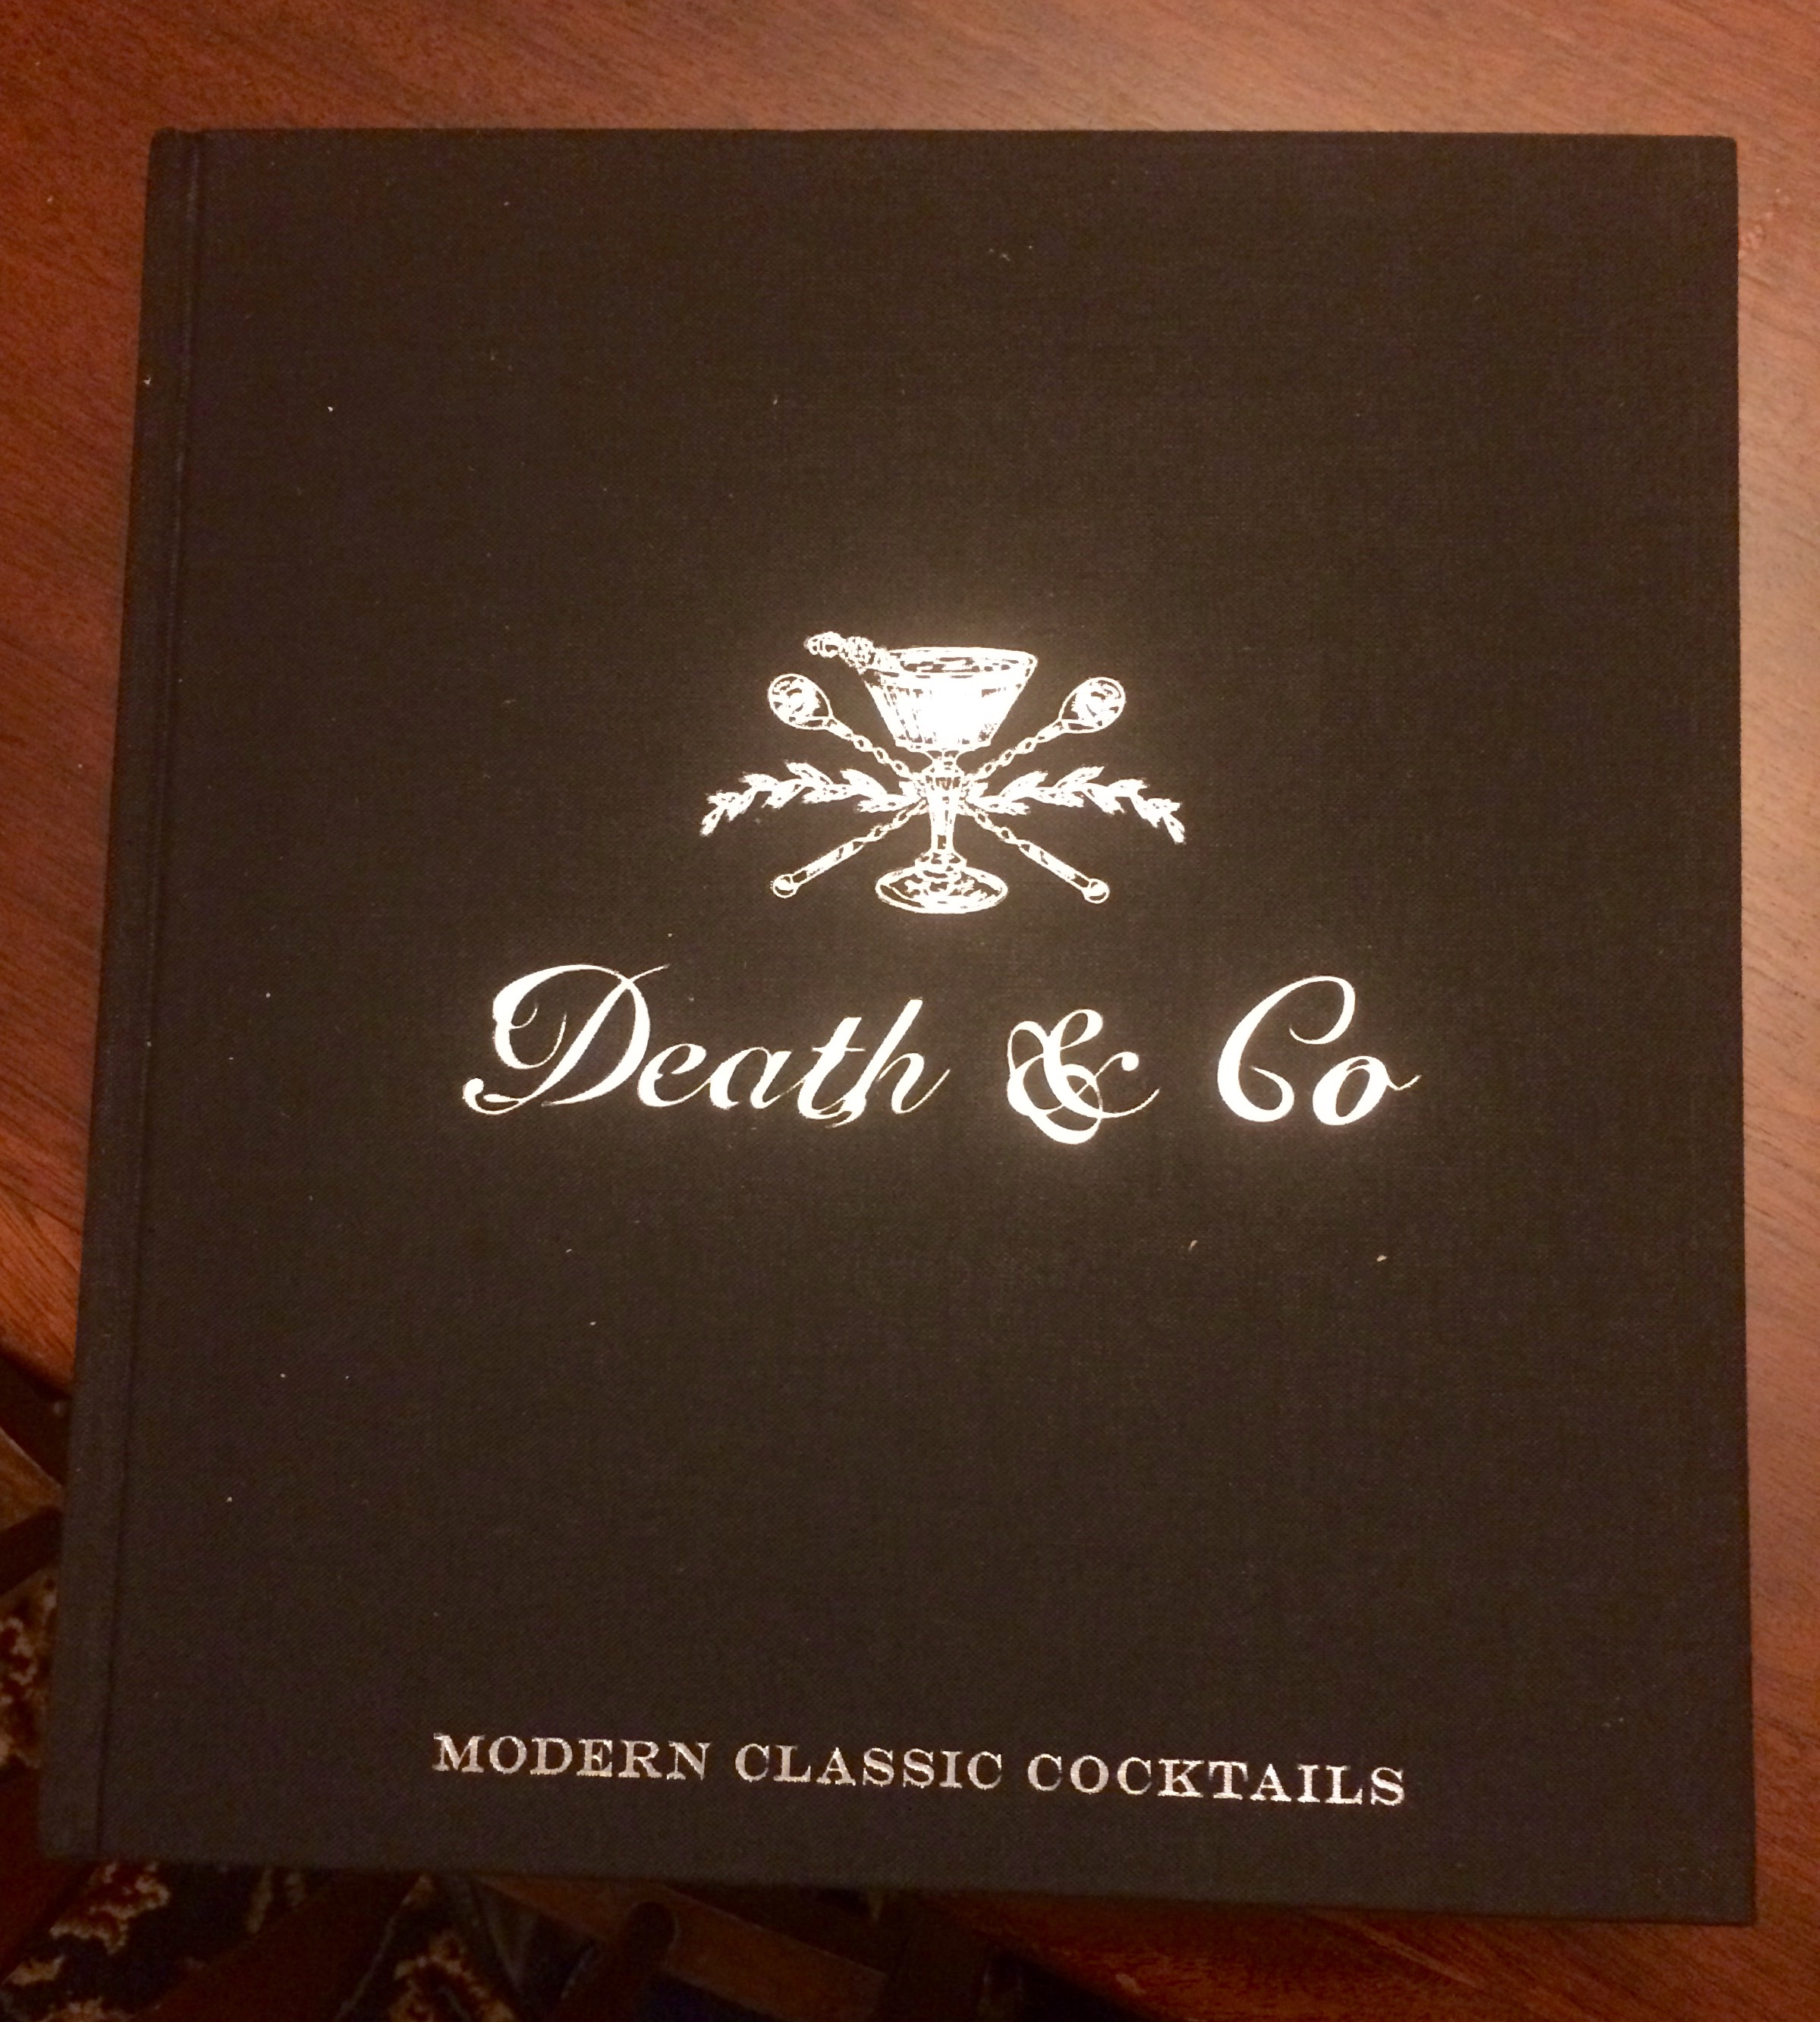 Death & Co
MODERN CLASSIC COCKTAILS